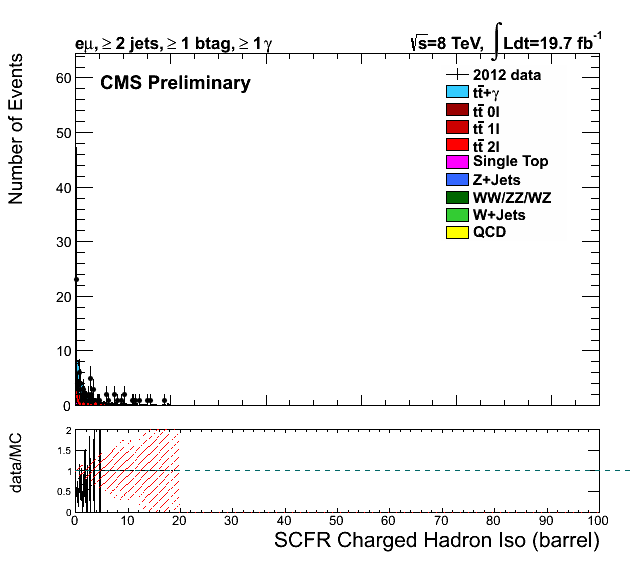 eμ, ≥ 2 jets, ≥ 1 btag, ≥ 1 γ
√s=8 TeV, ∫ Ldt=19.7 fb⁻¹
CMS Preliminary
2012 data
tt̄+γ
tt̄ 0l
tt̄ 1l
tt̄ 2l
Single Top
Z+Jets
WW/ZZ/WZ
W+Jets
QCD
Number of Events
60
50
40
30
20
10
0
data/MC
2
1.5
1
0.5
0
0 10 20 30 40 50 60 70 80 90 100
SCFR Charged Hadron Iso (barrel)